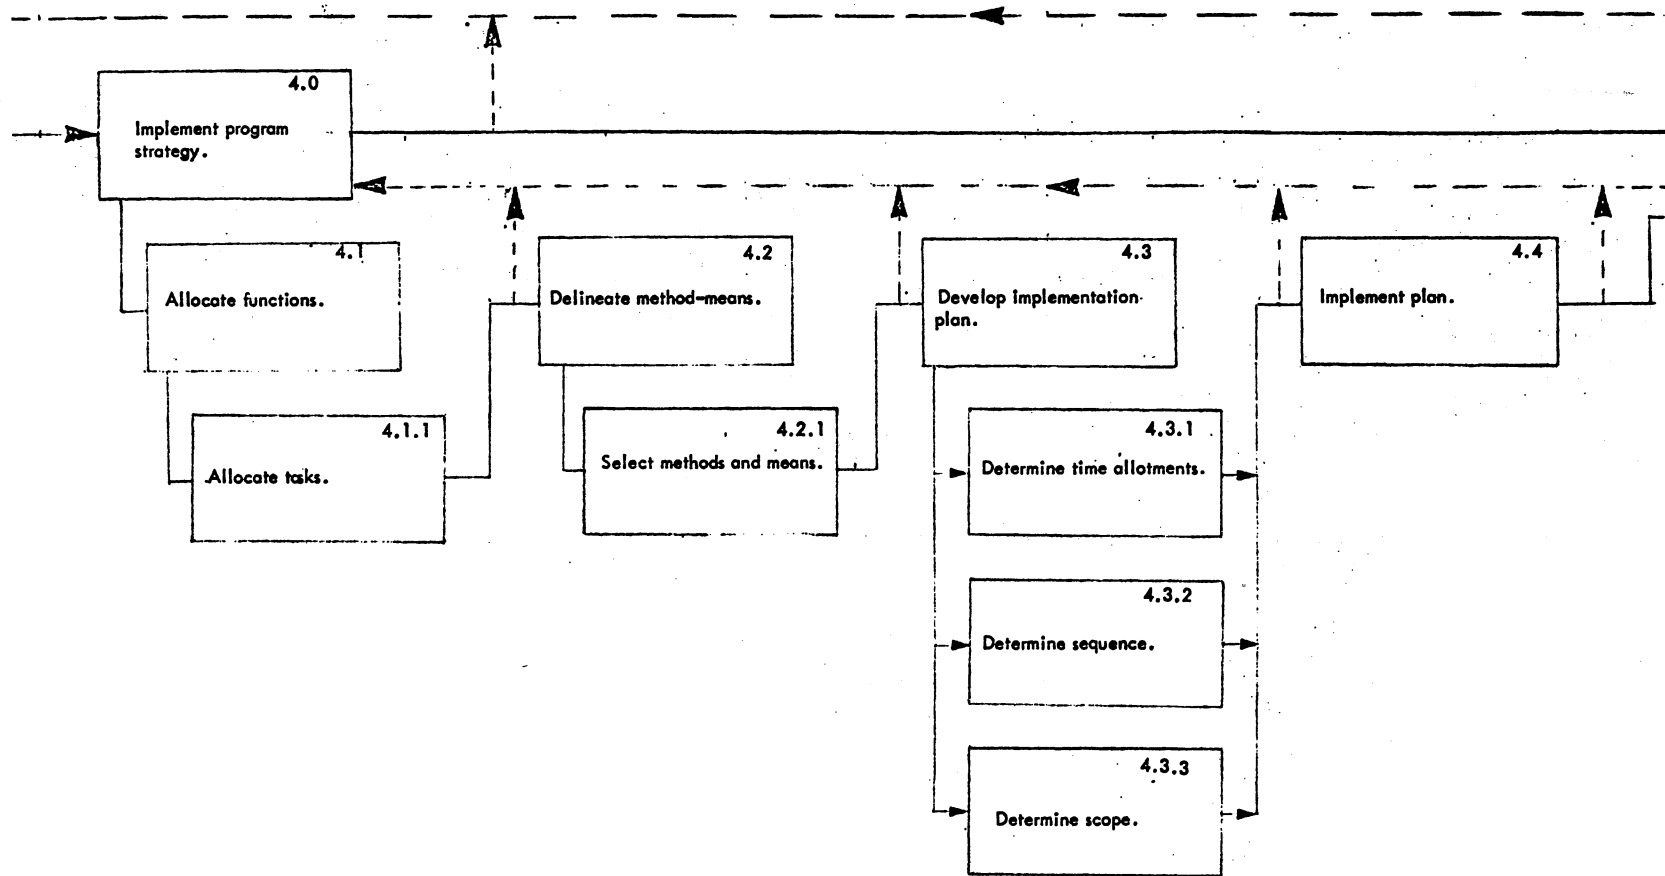 4.0
Implement program
strategy.
4.1
Allocate functions.
4.1.1
Allocate tasks.
4.2
Delineate method-means.
4.2.1
Select methods and means.
4.3
Develop implementation
plan.
4.3.1
Determine time allotments.
4.3.2
Determine sequence.
4.3.3
Determine scope.
4.4
Implement plan.